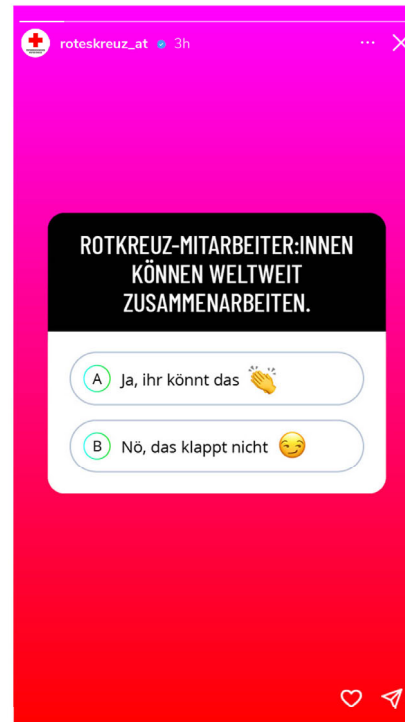 roteskreuz_at 3h
ROTKREUZ-MITARBEITER:INNEN
KÖNNEN WELTWEIT
ZUSAMMENARBEITEN.
A Ja, ihr könnt das 👏
B Nö, das klappt nicht 😏